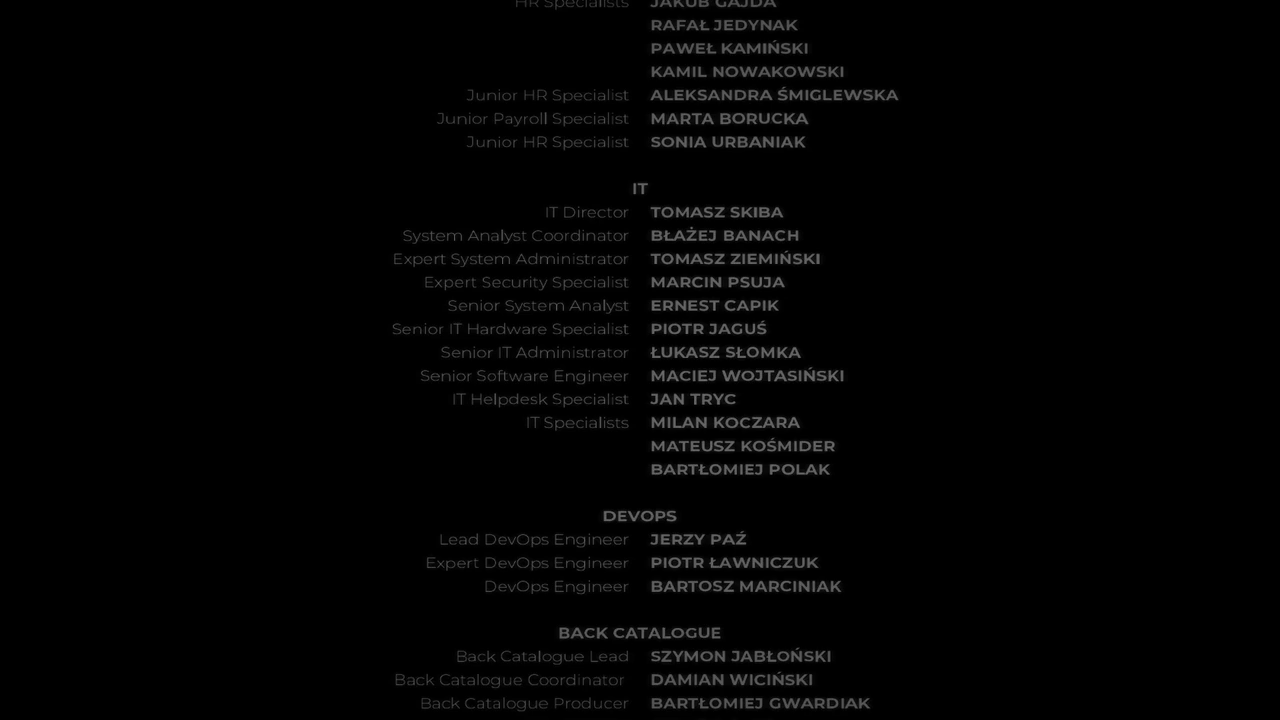 HR Specialists JAKUB GAJDA
RAFAŁ JEDYNAK
PAWEŁ KAMIŃSKI
KAMIL NOWAKOWSKI
Junior HR Specialist ALEKSANDRA ŚMIGLEWSKA
Junior Payroll Specialist MARTA BORUCKA
Junior HR Specialist SONIA URBANIAK
IT
IT Director TOMASZ SKIBA
System Analyst Coordinator BŁAŻEJ BANACH
Expert System Administrator TOMASZ ZIEMIŃSKI
Expert Security Specialist MARCIN PSUJA
Senior System Analyst ERNEST CAPIK
Senior IT Hardware Specialist PIOTR JAGUŚ
Senior IT Administrator ŁUKASZ SŁOMKA
Senior Software Engineer MACIEJ WOJTASIŃSKI
IT Helpdesk Specialist JAN TRYC
IT Specialists MILAN KOCZARA
MATEUSZ KOŚMIDER
BARTŁOMIEJ POLAK
DEVOPS
Lead DevOps Engineer JERZY PAŹ
Expert DevOps Engineer PIOTR ŁAWNICZUK
DevOps Engineer BARTOSZ MARCINIAK
BACK CATALOGUE
Back Catalogue Lead SZYMON JABŁOŃSKI
Back Catalogue Coordinator DAMIAN WICIŃSKI
Back Catalogue Producer BARTŁOMIEJ GWARDIAK